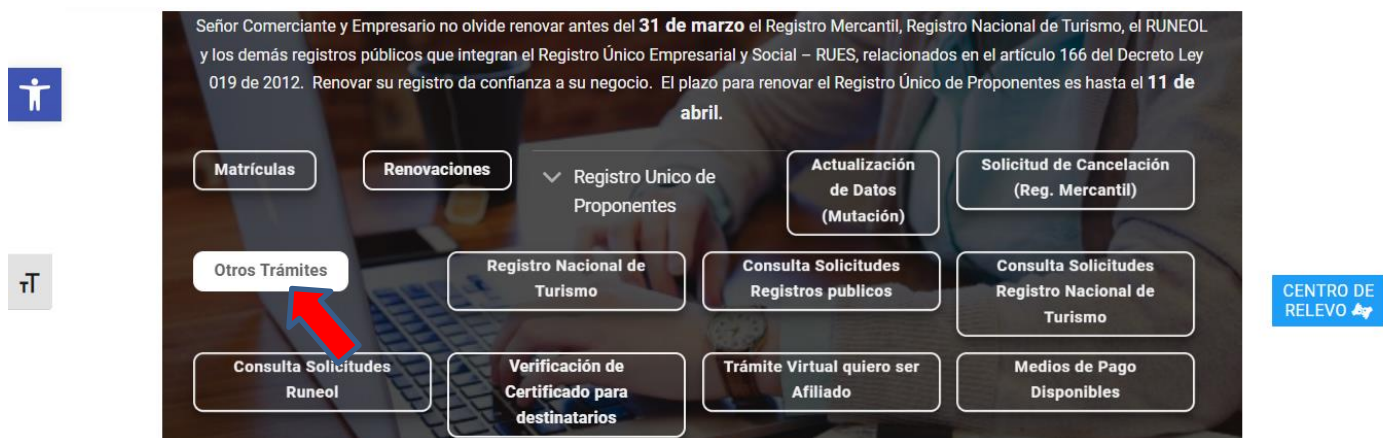 Señor Comerciante y Empresario no olvide renovar antes del 31 de marzo el Registro Mercantil, Registro Nacional de Turismo, el RUNEOL
y los demás registros públicos que integran el Registro Único Empresarial y Social – RUES, relacionados en el artículo 166 del Decreto Ley
019 de 2012. Renovar su registro da confianza a su negocio. El plazo para renovar el Registro Único de Proponentes es hasta el 11 de
abril.
Matrículas
Renovaciones
Registro Unico de
Proponentes
Actualización
de Datos
(Mutación)
Solicitud de Cancelación
(Reg. Mercantil)
Otros Trámites
Registro Nacional de
Turismo
Consulta Solicitudes
Registros publicos
Consulta Solicitudes
Registro Nacional de
Turismo
Consulta Solicitudes
Runeol
Verificación de
Certificado para
destinatarios
Trámite Virtual quiero ser
Afiliado
Medios de Pago
Disponibles
TT
CENTRO DE
RELEVO